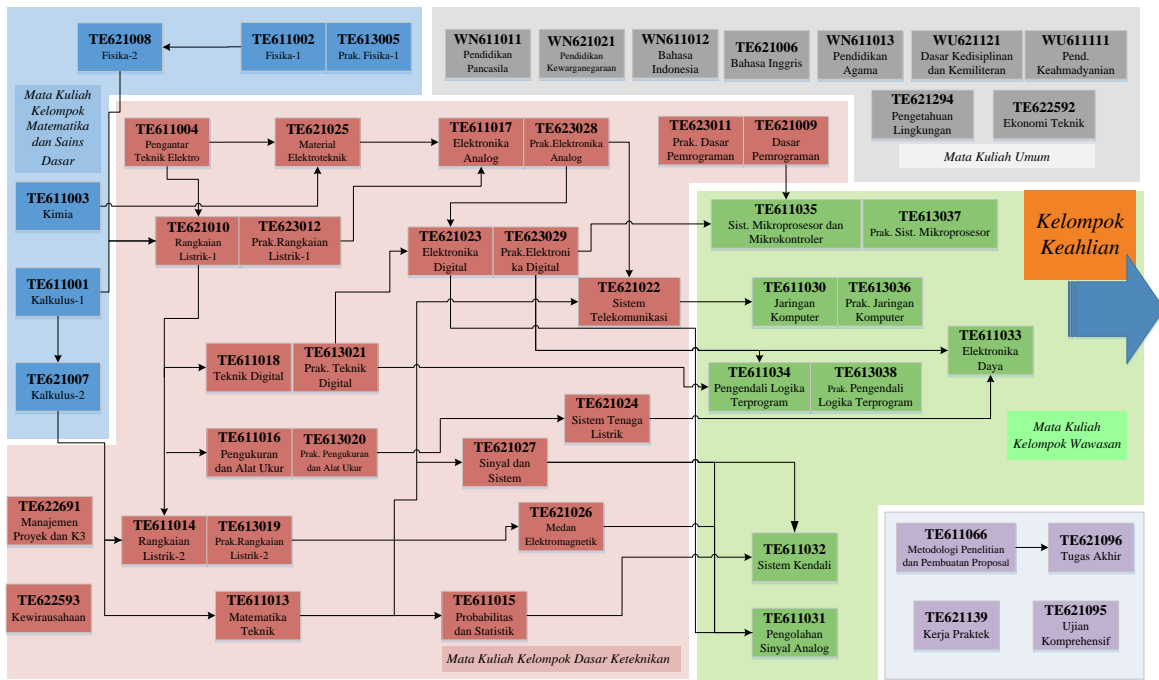 TE621008
Fisika-2
TE611002
Fisika-1
TE613005
Prak. Fisika-1
Mata Kuliah
Kelompok
Matematika
dan Sains
Dasar
TE611003
Kimia
TE611001
Kalkulus-1
TE621007
Kalkulus-2
WN611011
Pendidikan
Pancasila
WN621021
Pendidikan
Kewarganegaraan
WN611012
Bahasa
Indonesia
TE621006
Bahasa Inggris
WN611013
Pendidikan
Agama
WU621121
Dasar Kedisiplinan
dan Kemiliteran
WU611111
Pend.
Keahmadyanian
TE621294
Pengetahuan
Lingkungan
TE622592
Ekonomi Teknik
Mata Kuliah Umum
TE611004
Pengantar
Teknik Elektro
TE621025
Material
Elektroteknik
TE611017
Elektronika
Analog
TE623028
Prak.Elektronika
Analog
TE623011
Prak. Dasar
Pemrograman
TE621009
Dasar
Pemrograman
TE621010
Rangkaian
Listrik-1
TE623012
Prak.Rangkaian
Listrik-1
TE621023
Elektronika
Digital
TE623029
Prak.Elektroni
ka Digital
TE621022
Sistem
Telekomunikasi
TE611018
Teknik Digital
TE613021
Prak. Teknik
Digital
TE611016
Pengukuran
dan Alat Ukur
TE613020
Prak. Pengukuran
dan Alat Ukur
TE621024
Sistem Tenaga
Listrik
TE621027
Sinyal dan
Sistem
TE621026
Medan
Elektromagnetik
TE622691
Manajemen
Proyek dan K3
TE611014
Rangkaian
Listrik-2
TE613019
Prak.Rangkaian
Listrik-2
TE622593
Kewirausahaan
TE611013
Matematika
Teknik
TE611015
Probabilitas
dan Statistik
Mata Kuliah Kelompok Dasar Keteknikan
TE611035
Sist. Mikroprosesor dan
Mikrokontroler
TE613037
Prak. Sist. Mikroprosesor
Kelompok
Keahlian
TE611030
Jaringan
Komputer
TE613036
Prak. Jaringan
Komputer
TE611033
Elektronika
Daya
TE611034
Pengendali Logika
Terprogram
TE613038
Prak. Pengendali
Logika Terprogram
Mata Kuliah
Kelompok Wawasan
TE611032
Sistem Kendali
TE611031
Pengolahan
Sinyal Analog
TE611066
Metodologi Penelitian
dan Pembuatan Proposal
TE621096
Tugas Akhir
TE621139
Kerja Praktek
TE621095
Ujian
Komprehensif